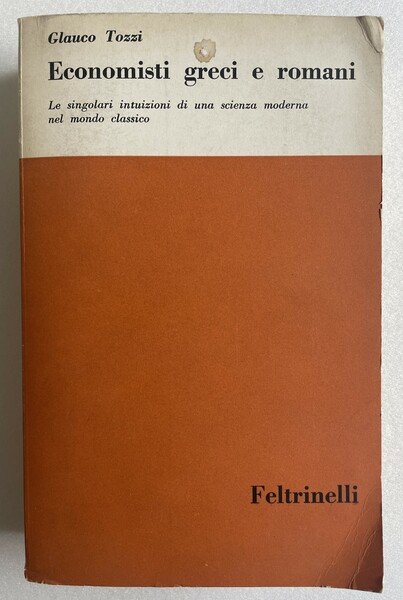 Glauco Tozzi
Economisti greci e romani
Le singolari intuizioni di una scienza moderna
nel mondo classico
Feltrinelli